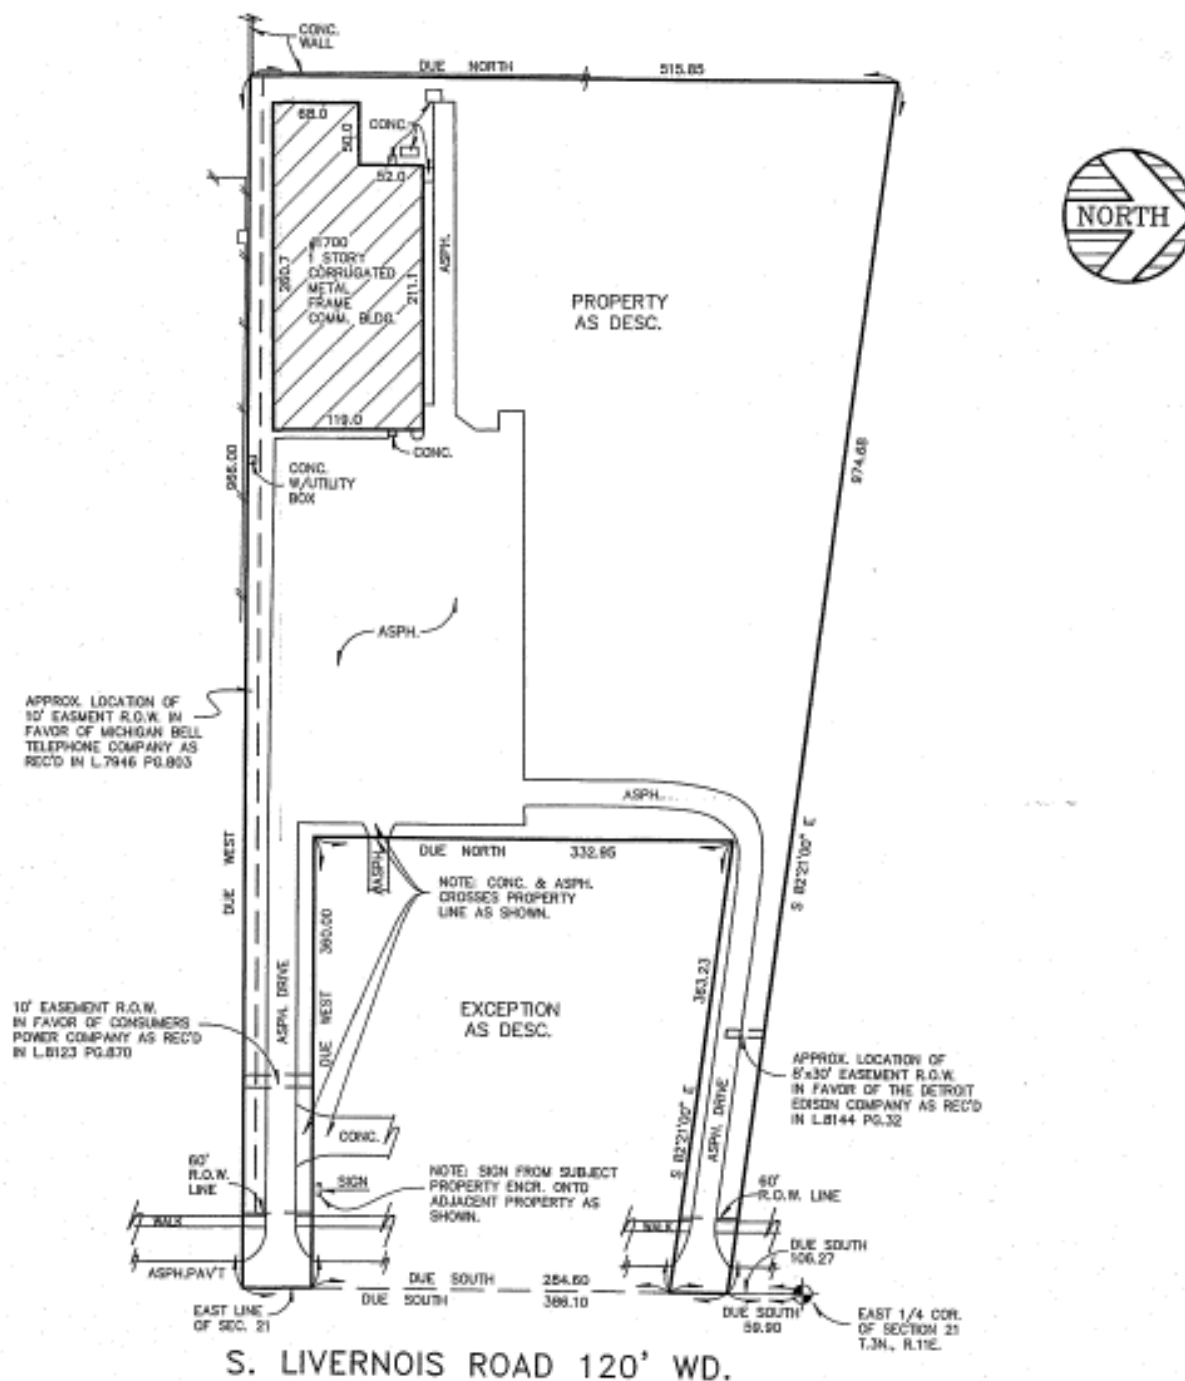 CONC.
WALL
DUE NORTH 515.85
68.0
50.0
CONC.
52.0
NORTH
ASPH.
#1700
1 STORY
CORRUGATED
METAL
FRAME
COMM. BLDG.
260.7
211.1
PROPERTY
AS DESC.
119.0
CONC.
966.00
974.68
CONC.
W/UTILITY
BOX
ASPH.
APPROX. LOCATION OF
10' EASMENT R.O.W. IN
FAVOR OF MICHIGAN BELL
TELEPHONE COMPANY AS
REC'D IN L.7946 PG.803
ASPH.
DUE WEST
S 82°21'00" E
DUE NORTH 332.95
ASPH.
NOTE: CONC. & ASPH.
CROSSES PROPERTY
LINE AS SHOWN.
DUE WEST 360.00
ASPH. DRIVE
363.23
S 82°21'00" E
EXCEPTION
AS DESC.
10' EASEMENT R.O.W.
IN FAVOR OF CONSUMERS
POWER COMPANY AS REC'D
IN L.8123 PG.870
APPROX. LOCATION OF
8'x30' EASEMENT R.O.W.
IN FAVOR OF THE DETROIT
EDISON COMPANY AS REC'D
IN L.8144 PG.32
ASPH. DRIVE
CONC.
60'
R.O.W.
LINE
SIGN
NOTE: SIGN FROM SUBJECT
PROPERTY ENCR. ONTO
ADJACENT PROPERTY AS
SHOWN.
60'
R.O.W. LINE
WALK
WALK
DUE SOUTH
106.27
ASPH.PAV'T
DUE SOUTH 284.60
DUE SOUTH 386.10
EAST LINE
OF SEC. 21
DUE SOUTH
59.90
EAST 1/4 COR.
OF SECTION 21
T.3N., R.11E.
S. LIVERNOIS ROAD 120' WD.